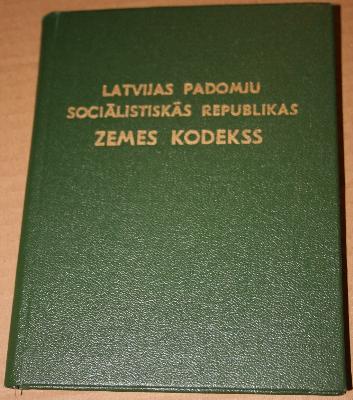 LATVIJAS PADOMJU
SOCIĀLISTISKĀS REPUBLIKAS
ZEMES KODEKSS